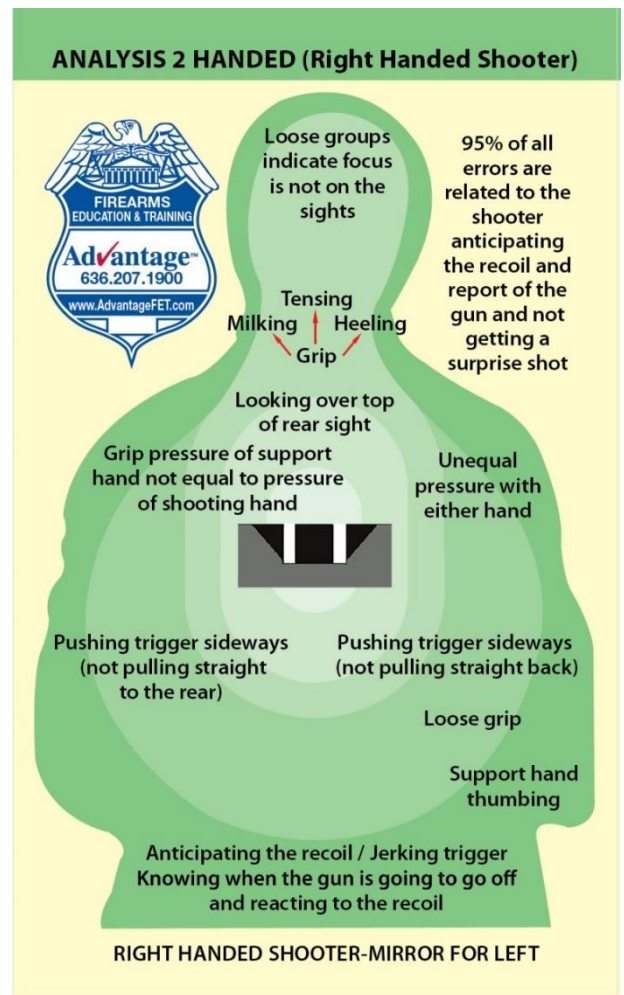 ANALYSIS 2 HANDED (Right Handed Shooter)
FIREARMS
EDUCATION & TRAINING
Advantage™
636.207.1900
www.AdvantageFET.com
Loose groups
indicate focus
is not on the
sights
95% of all
errors are
related to the
shooter
anticipating
the recoil and
report of the
gun and not
getting a
surprise shot
Tensing
Milking
Heeling
Grip
Looking over top
of rear sight
Grip pressure of support
hand not equal to pressure
of shooting hand
Unequal
pressure with
either hand
Pushing trigger sideways
(not pulling straight
to the rear)
Pushing trigger sideways
(not pulling straight back)
Loose grip
Support hand
thumbing
Anticipating the recoil / Jerking trigger
Knowing when the gun is going to go off
and reacting to the recoil
RIGHT HANDED SHOOTER-MIRROR FOR LEFT